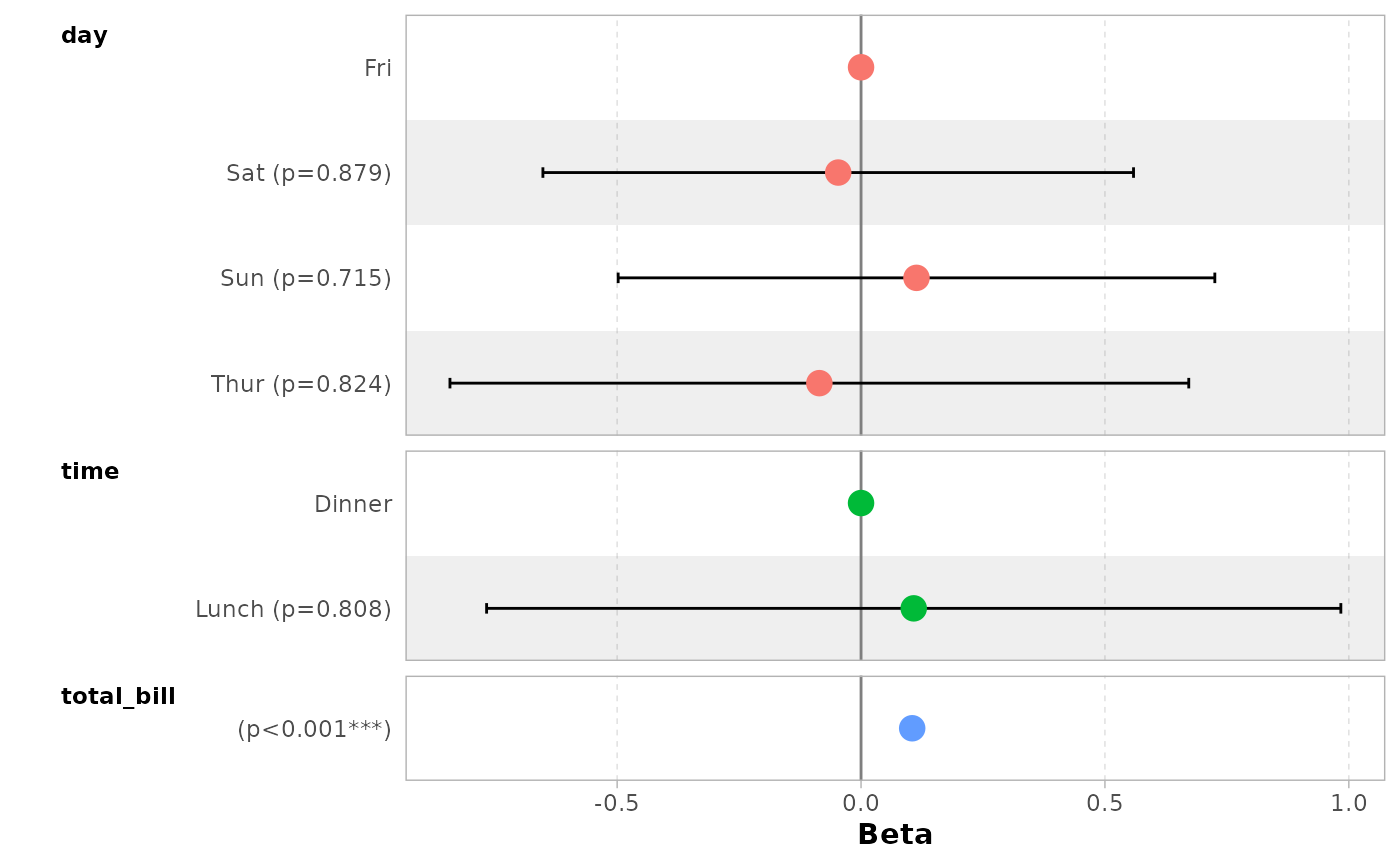 day
Fri
Sat (p=0.879)
Sun (p=0.715)
Thur (p=0.824)
time
Dinner
Lunch (p=0.808)
total_bill
(p<0.001***)
-0.5 0.0 0.5 1.0
Beta